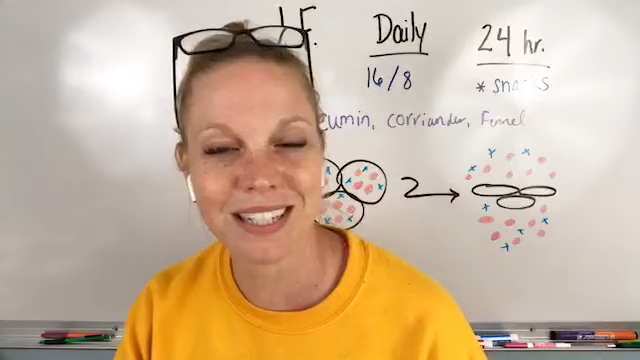 I.F.
Daily
24 hr.
16/8
* snacks
cumin, corriander, Fennel
2